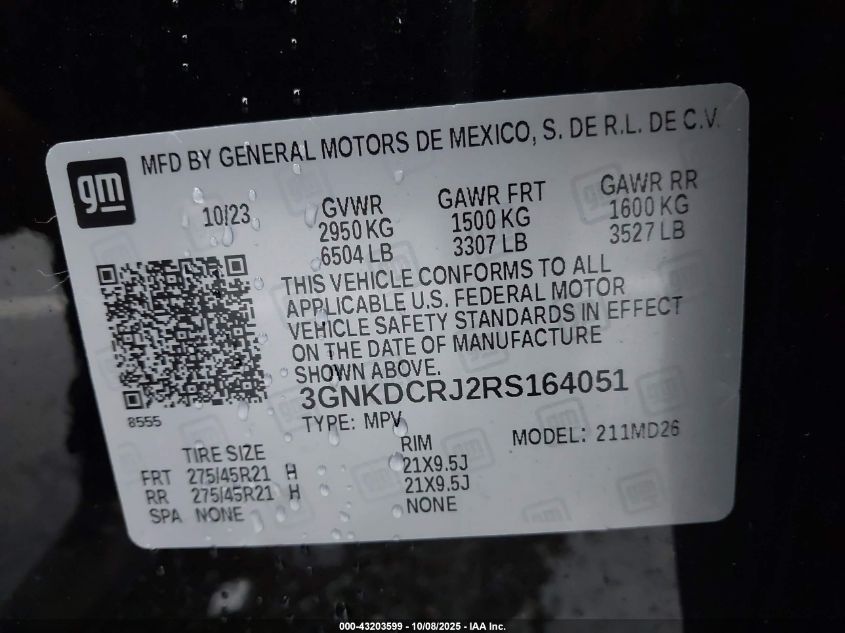 gm
MFD BY GENERAL MOTORS DE MEXICO, S. DE R.L. DE C.V.
10/23
GVWR
2950 KG
6504 LB
GAWR FRT
1500 KG
3307 LB
GAWR RR
1600 KG
3527 LB
THIS VEHICLE CONFORMS TO ALL
APPLICABLE U.S. FEDERAL MOTOR
VEHICLE SAFETY STANDARDS IN EFFECT
ON THE DATE OF MANUFACTURE
SHOWN ABOVE.
3GNKDCRJ2RS164051
8555
TYPE: MPV
MODEL: 211MD26
TIRE SIZE
RIM
FRT 275/45R21 H 21X9.5J
RR 275/45R21 H 21X9.5J
SPA NONE NONE
000-43203599 - 10/08/2025 - IAA Inc.